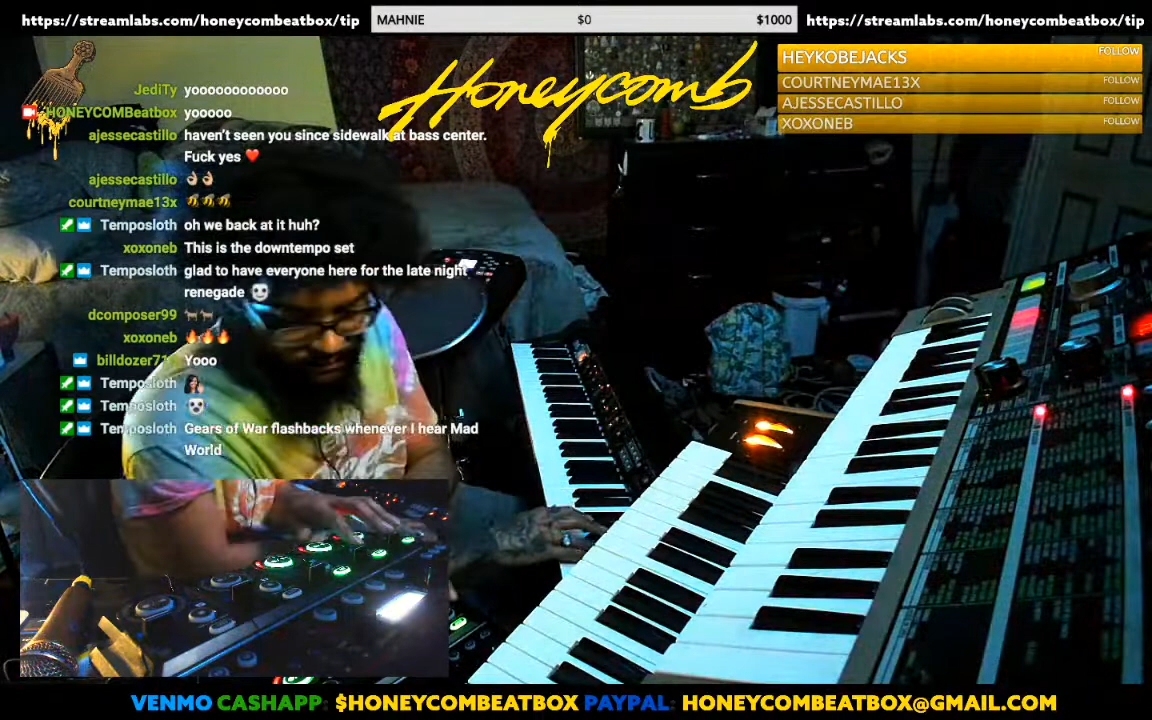 https://streamlabs.com/honeycombeatbox/tip
MAHNIE $0 $1000
https://streamlabs.com/honeycombeatbox/tip
Honeycomb
HEYKOBEJACKS FOLLOW
COURTNEYMAE13X FOLLOW
AJESSECASTILLO FOLLOW
XOXONEB FOLLOW
JediTy yooooooooooooo
HONEYCOMBeatbox yooooo
ajessecastillo haven't seen you since sidewalk at bass center.
Fuck yes ❤️
ajessecastillo 👌🏼👌🏼
courtneymae13x
Temposloth oh we back at it huh?
xoxoneb This is the downtempo set
Temposloth glad to have everyone here for the late night
renegade
dcomposer99
xoxoneb 🔥🔥🔥
Yooo
Temposloth
Temposloth
Temposloth Gears of War flashbacks whenever I hear Mad
World
VENMO CASHAPP: $HONEYCOMBEATBOX PAYPAL: HONEYCOMBEATBOX@GMAIL.COM